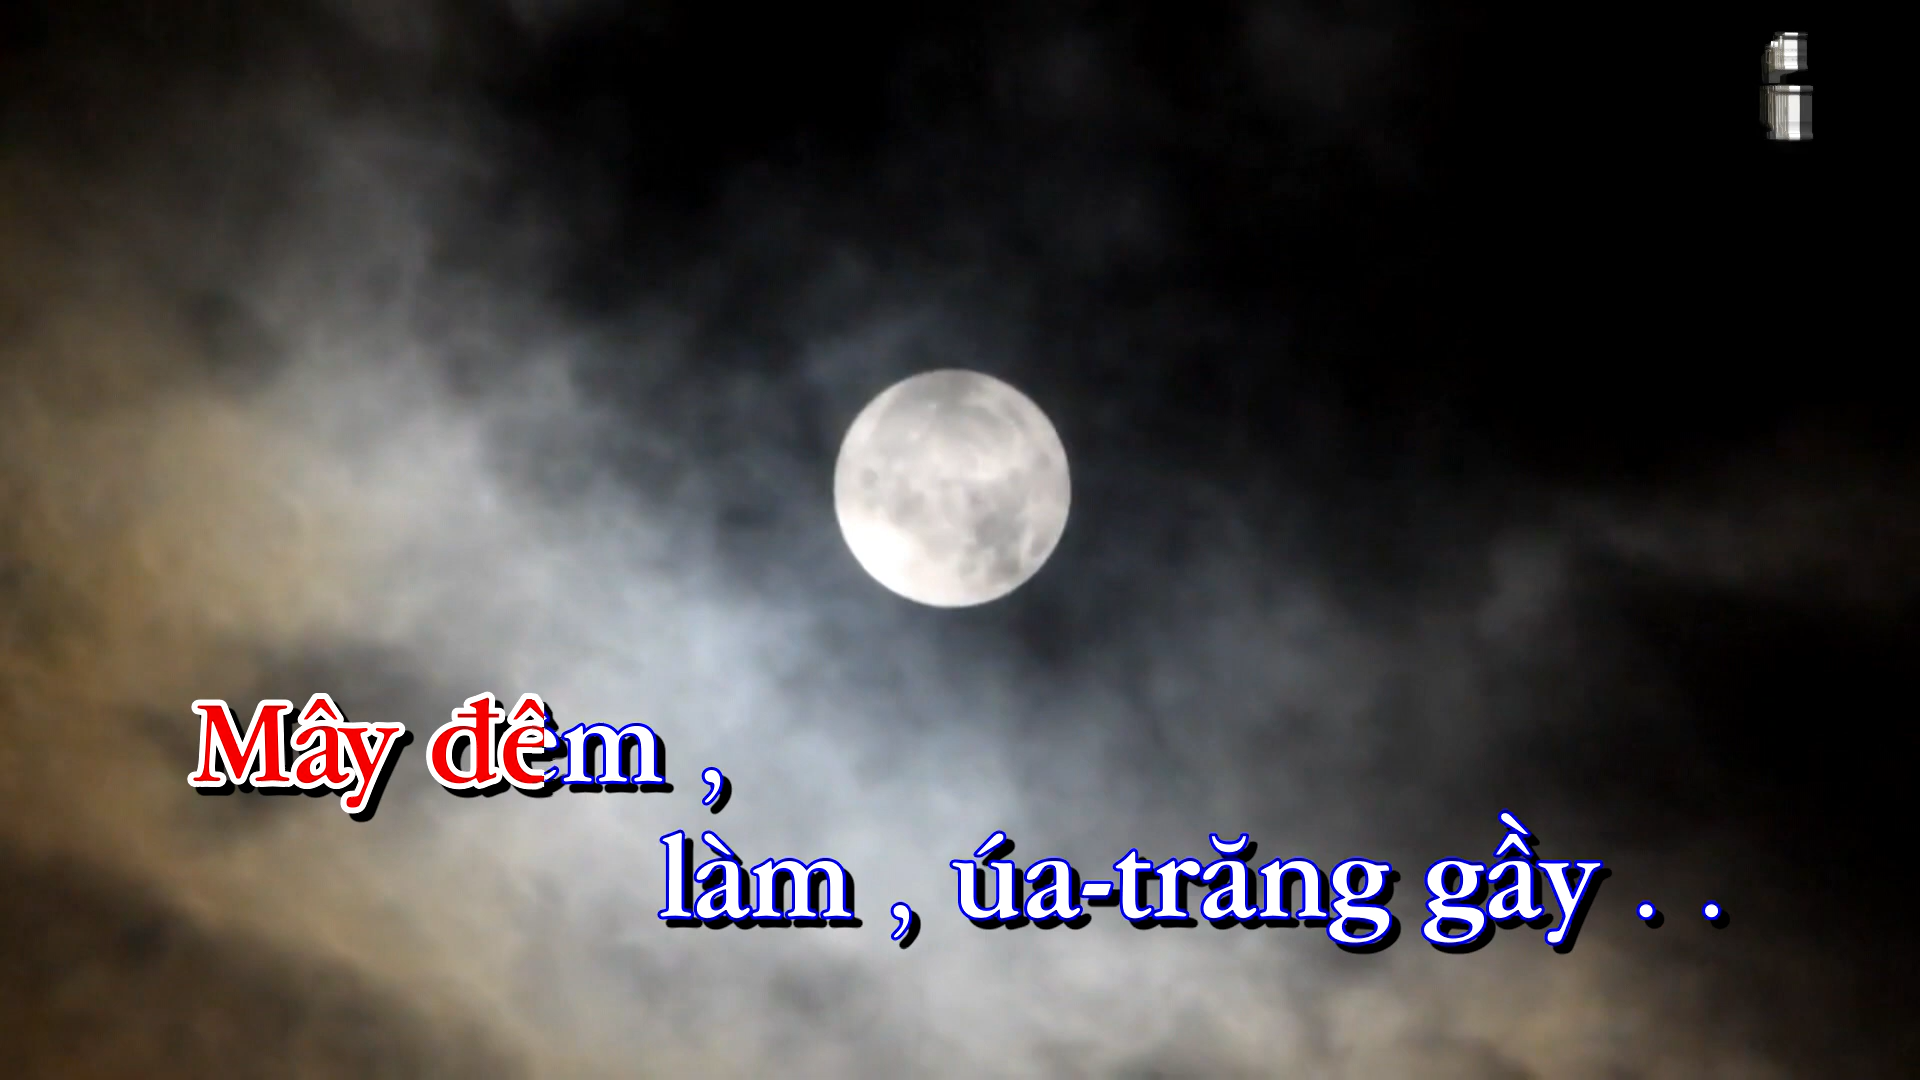 Mây đêm ,
làm , úa-trăng gầy . .